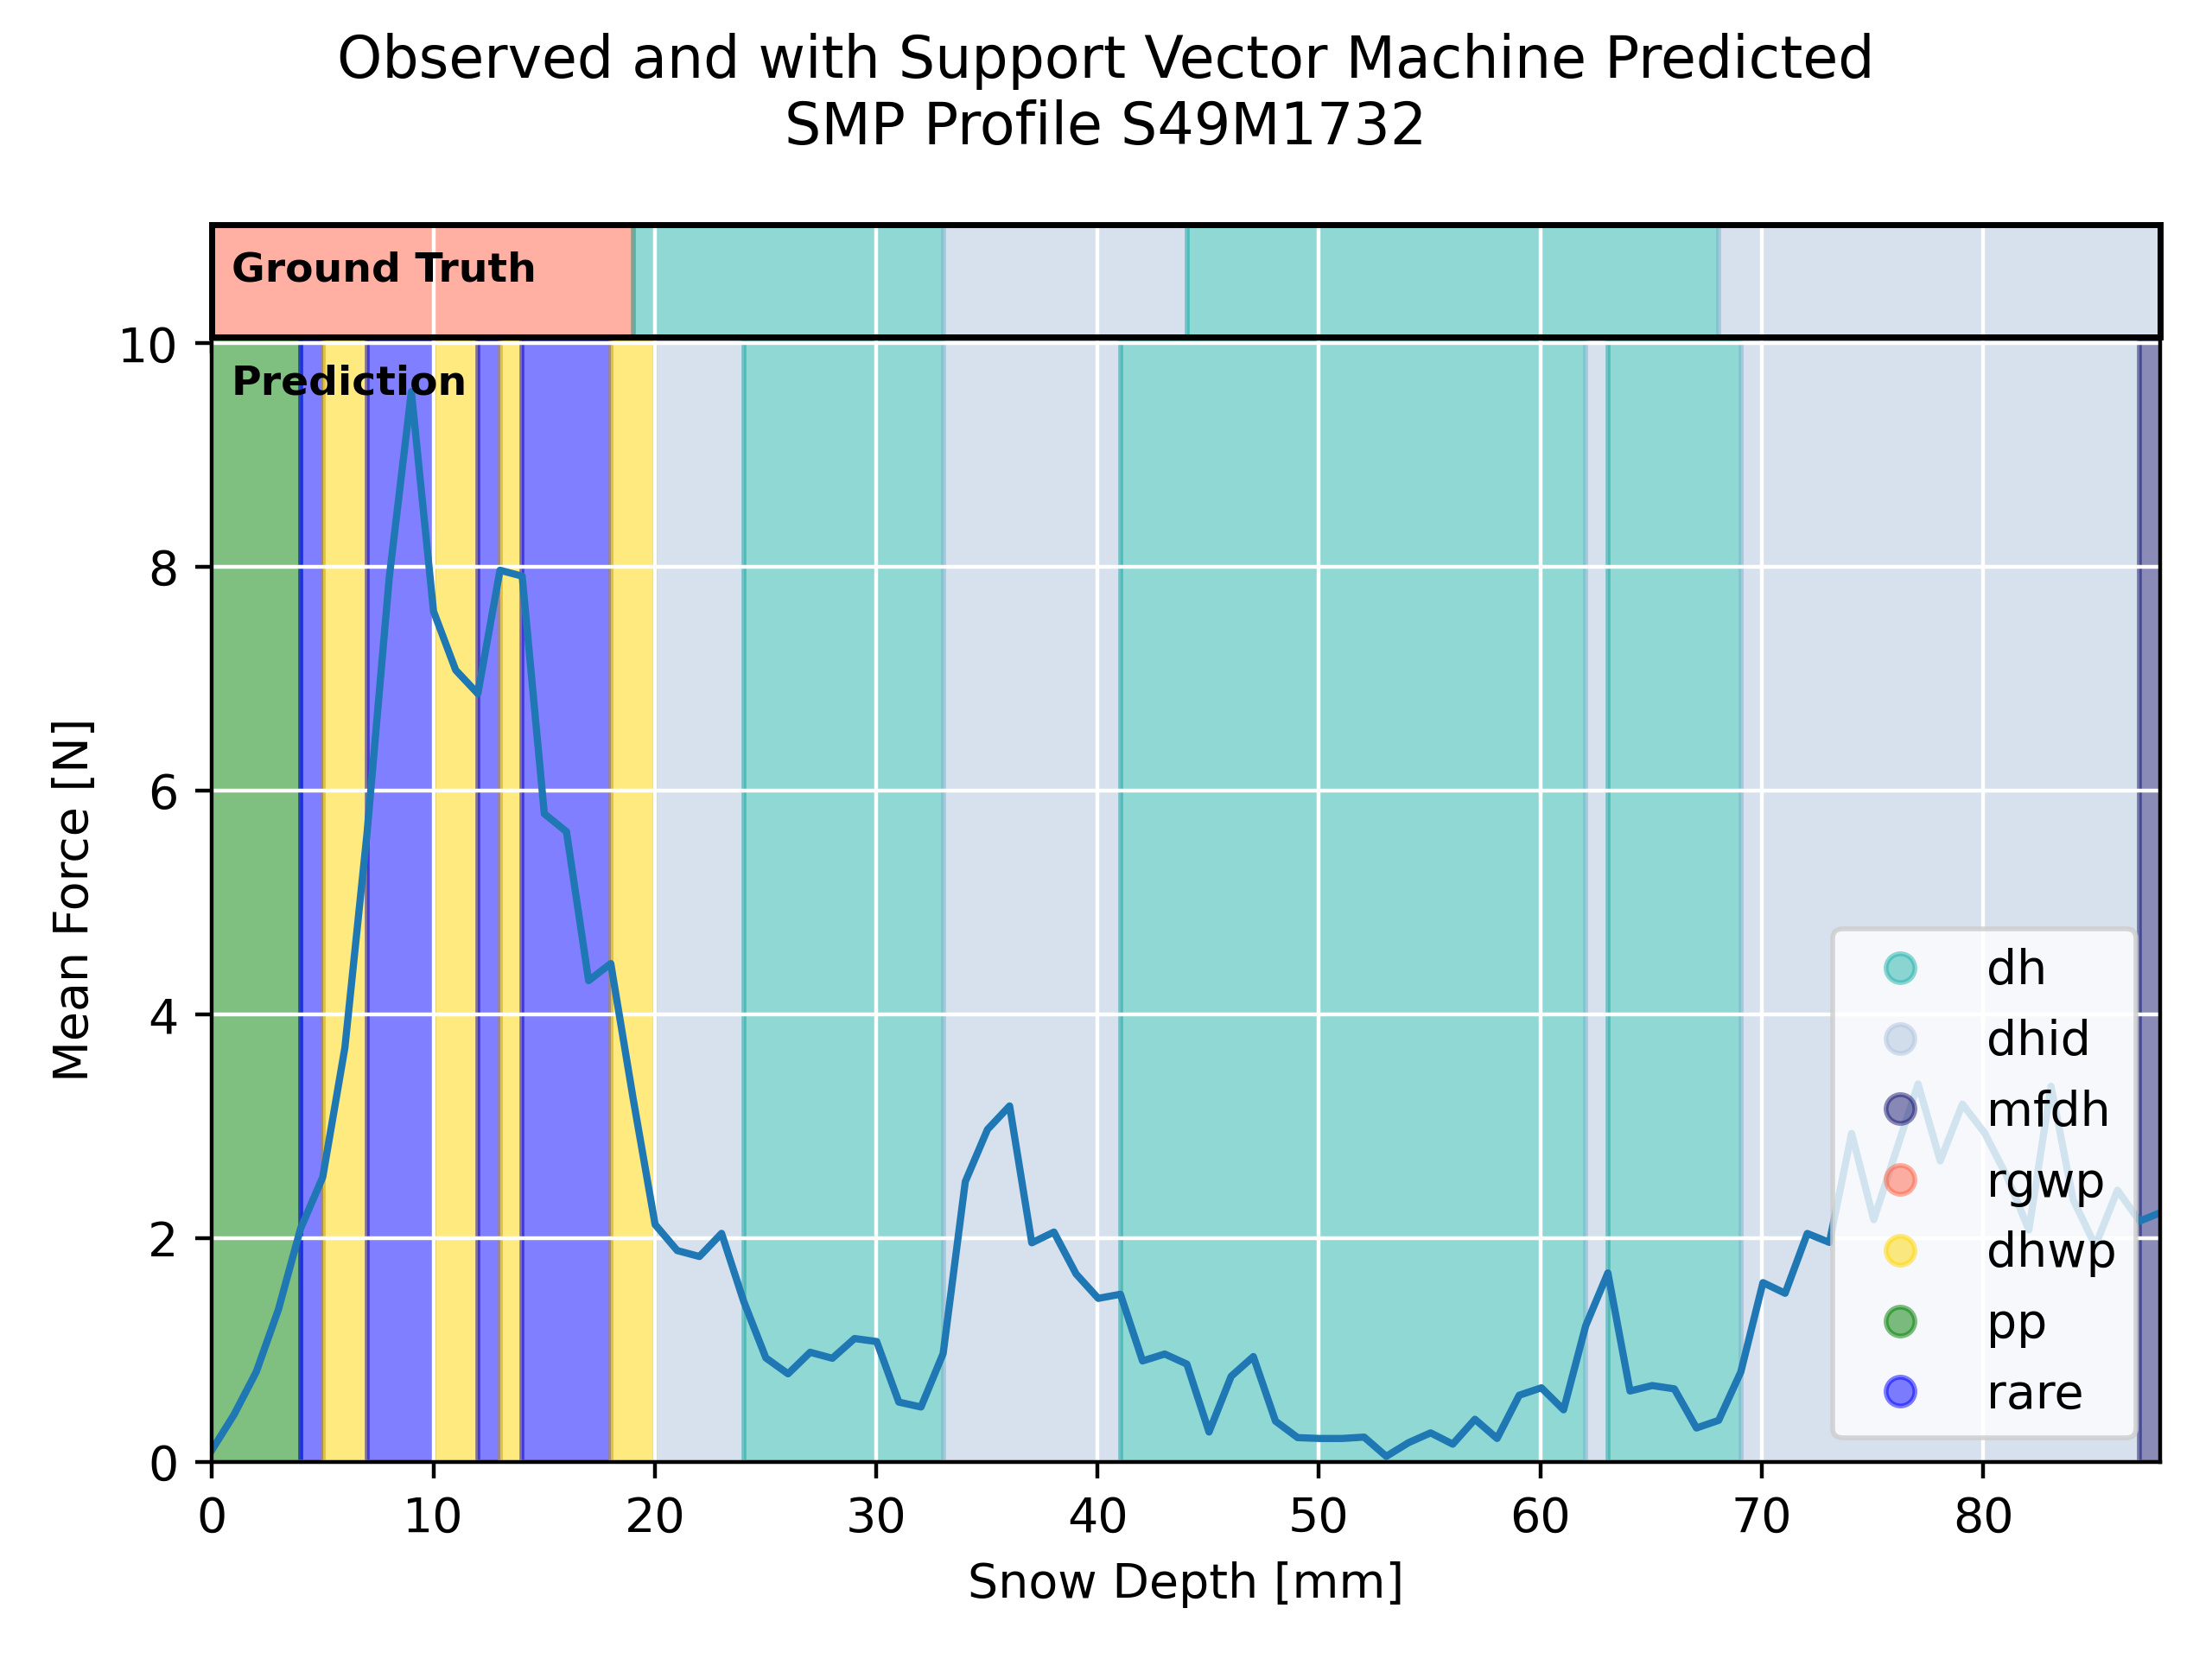 Observed and with Support Vector Machine Predicted
SMP Profile S49M1732
Ground Truth
Prediction
10
8
6
4
2
0
Mean Force [N]
0 10 20 30 40 50 60 70 80
Snow Depth [mm]
dh
dhid
mfdh
rgwp
dhwp
pp
rare